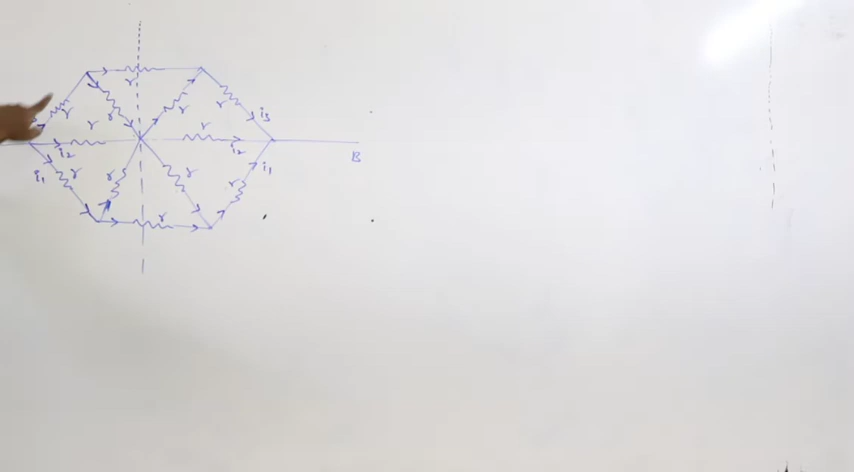 r
r r r i3
r r
i2 i2 B
i1 r r r r i1
r